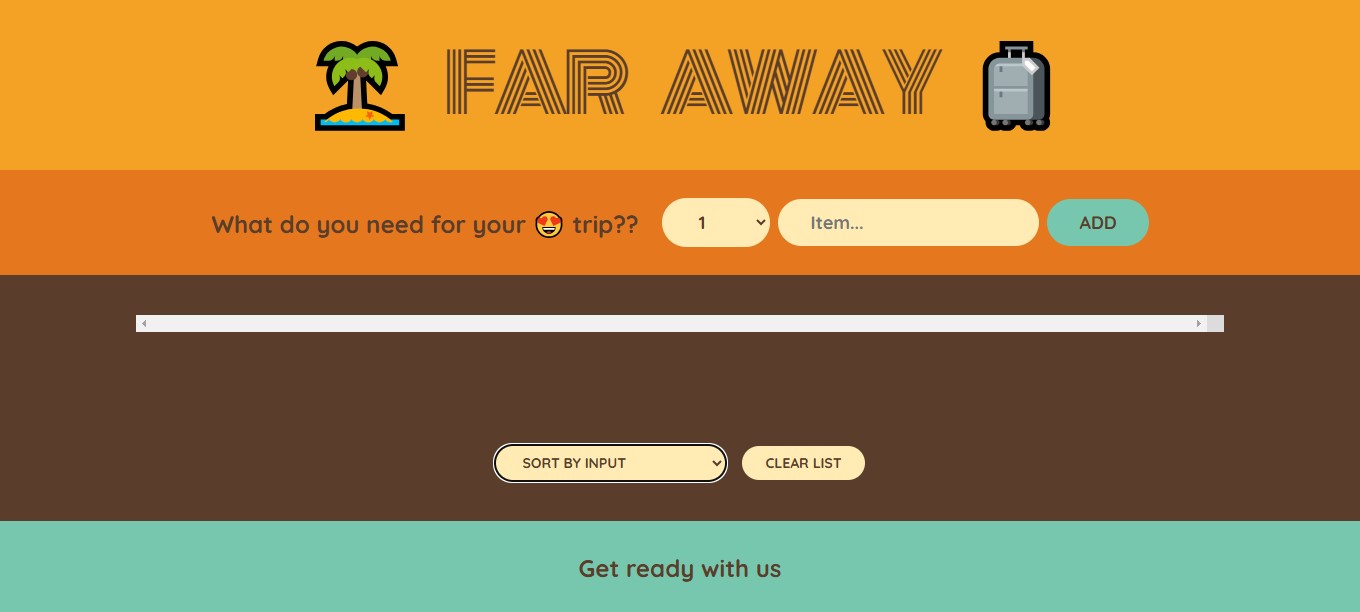 FAR AWAY
What do you need for your 😍 trip??
1
Item...
ADD
SORT BY INPUT
CLEAR LIST
Get ready with us